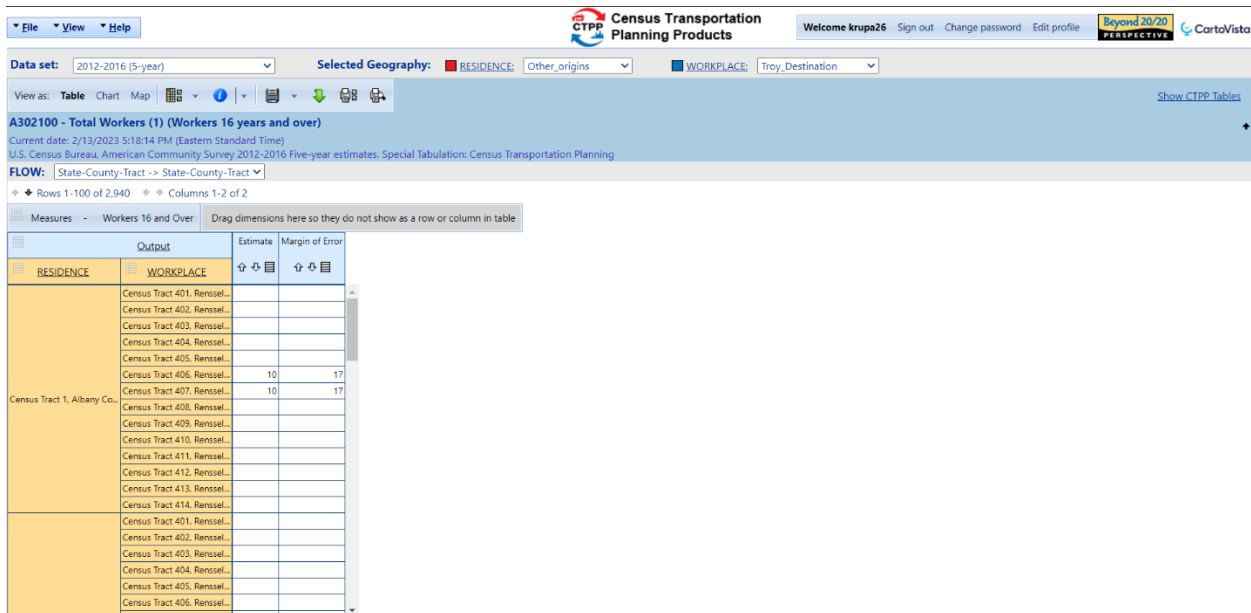 File View Help
CTPP Census Transportation Planning Products
Welcome krupa26 Sign out Change password Edit profile
Beyond 20/20 PERSPECTIVE
CartoVista
Data set: 2012-2016 (5-year) Selected Geography: RESIDENCE: Other_origins WORKPLACE: Troy_Destination
View as: Table Chart Map Show CTPP Tables
A302100 - Total Workers (1) (Workers 16 years and over)
Current date: 2/13/2023 5:18:14 PM (Eastern Standard Time)
U.S. Census Bureau, American Community Survey 2012-2016 Five-year estimates. Special Tabulation: Census Transportation Planning
FLOW: State-County-Tract -> State-County-Tract
Rows 1-100 of 2,940 Columns 1-2 of 2
Measures - Workers 16 and Over Drag dimensions here so they do not show as a row or column in table
Output Estimate Margin of Error
RESIDENCE WORKPLACE
Census Tract 1, Albany Co...
Census Tract 401, Renssel...
Census Tract 402, Renssel...
Census Tract 403, Renssel...
Census Tract 404, Renssel...
Census Tract 405, Renssel...
Census Tract 406, Renssel... 10 17
Census Tract 407, Renssel... 10 17
Census Tract 408, Renssel...
Census Tract 409, Renssel...
Census Tract 410, Renssel...
Census Tract 411, Renssel...
Census Tract 412, Renssel...
Census Tract 413, Renssel...
Census Tract 414, Renssel...
Census Tract 401, Renssel...
Census Tract 402, Renssel...
Census Tract 403, Renssel...
Census Tract 404, Renssel...
Census Tract 405, Renssel...
Census Tract 406, Renssel...